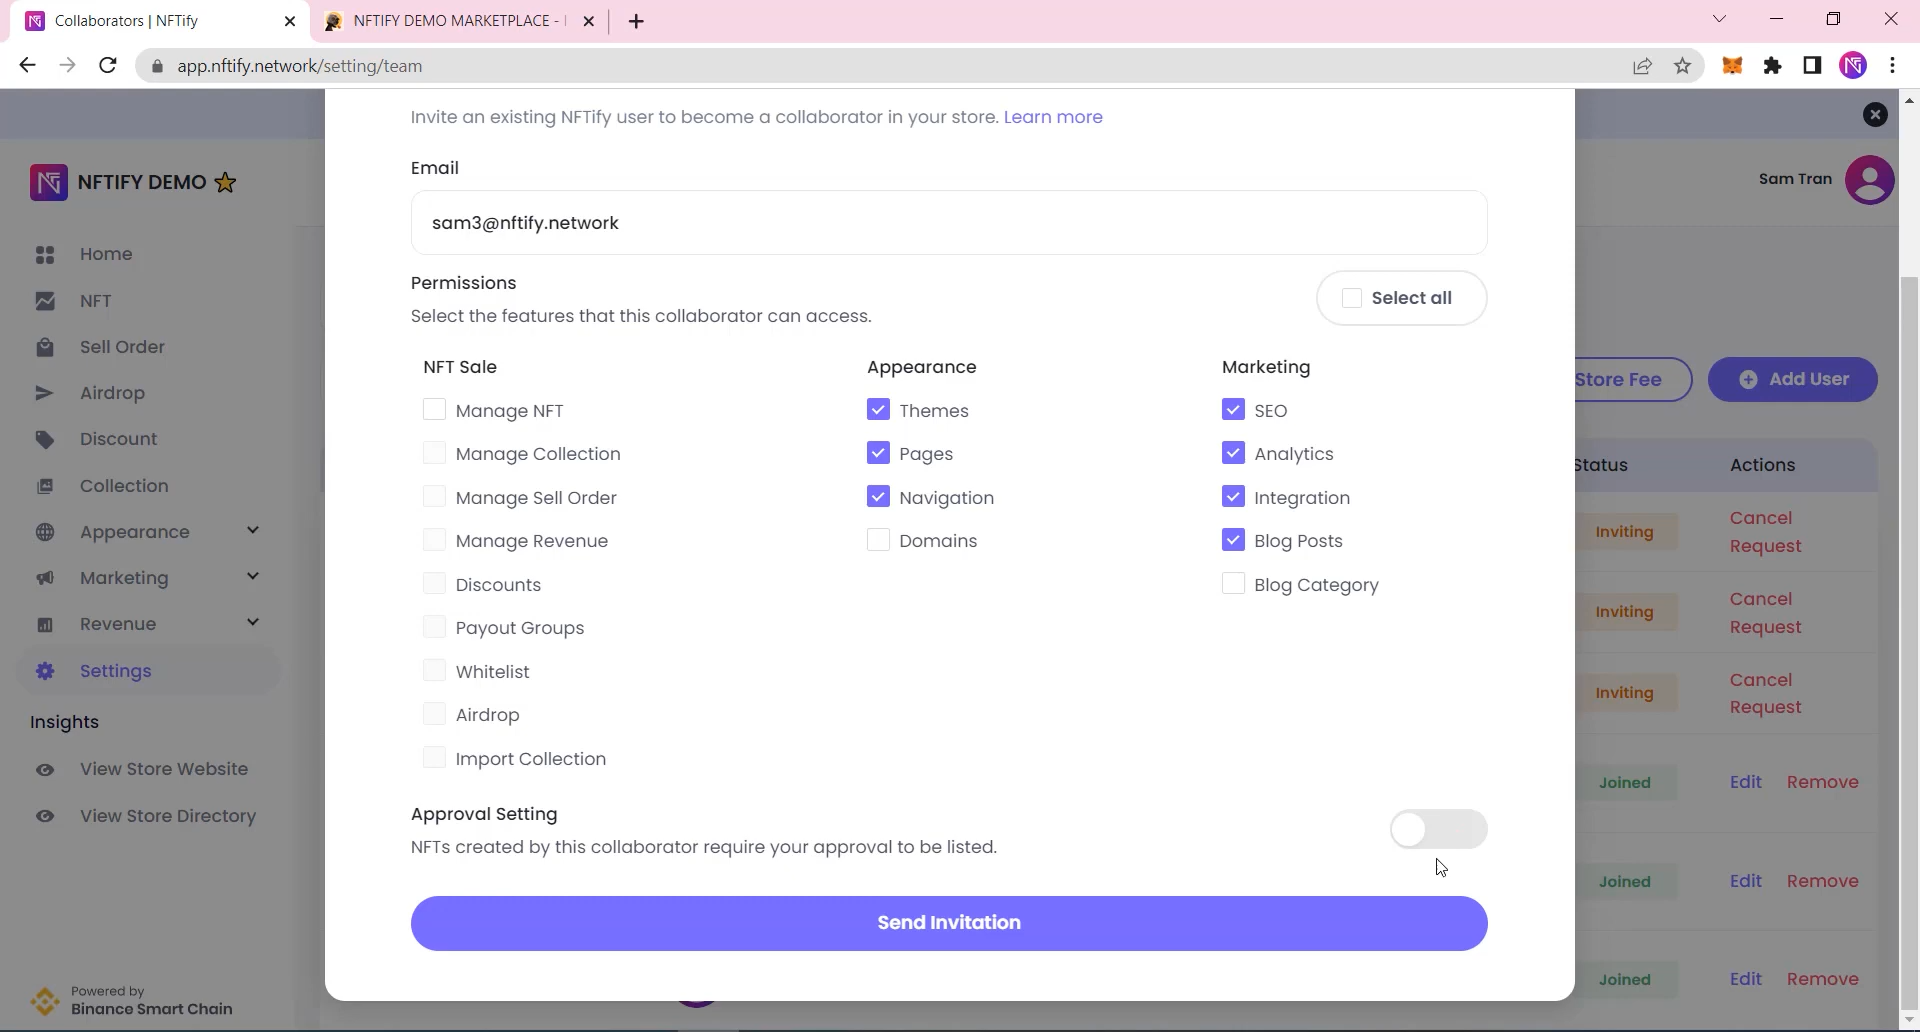 Collaborators | NFTify
NFTIFY DEMO MARKETPLACE -
app.nftify.network/setting/team
Invite an existing NFTify user to become a collaborator in your store. Learn more
NFTIFY DEMO
Sam Tran
Email
sam3@nftify.network
Home
NFT
Sell Order
Airdrop
Discount
Collection
Appearance
Marketing
Revenue
Settings
Insights
View Store Website
View Store Directory
Powered by
Binance Smart Chain
Permissions
Select the features that this collaborator can access.
Select all
NFT Sale
Manage NFT
Manage Collection
Manage Sell Order
Manage Revenue
Discounts
Payout Groups
Whitelist
Airdrop
Import Collection
Appearance
Themes
Pages
Navigation
Domains
Marketing
SEO
Analytics
Integration
Blog Posts
Blog Category
Approval Setting
NFTs created by this collaborator require your approval to be listed.
Send Invitation
Store Fee
Add User
Status Actions
Inviting Cancel
Request
Inviting Cancel
Request
Inviting Cancel
Request
Joined Edit Remove
Joined Edit Remove
Joined Edit Remove